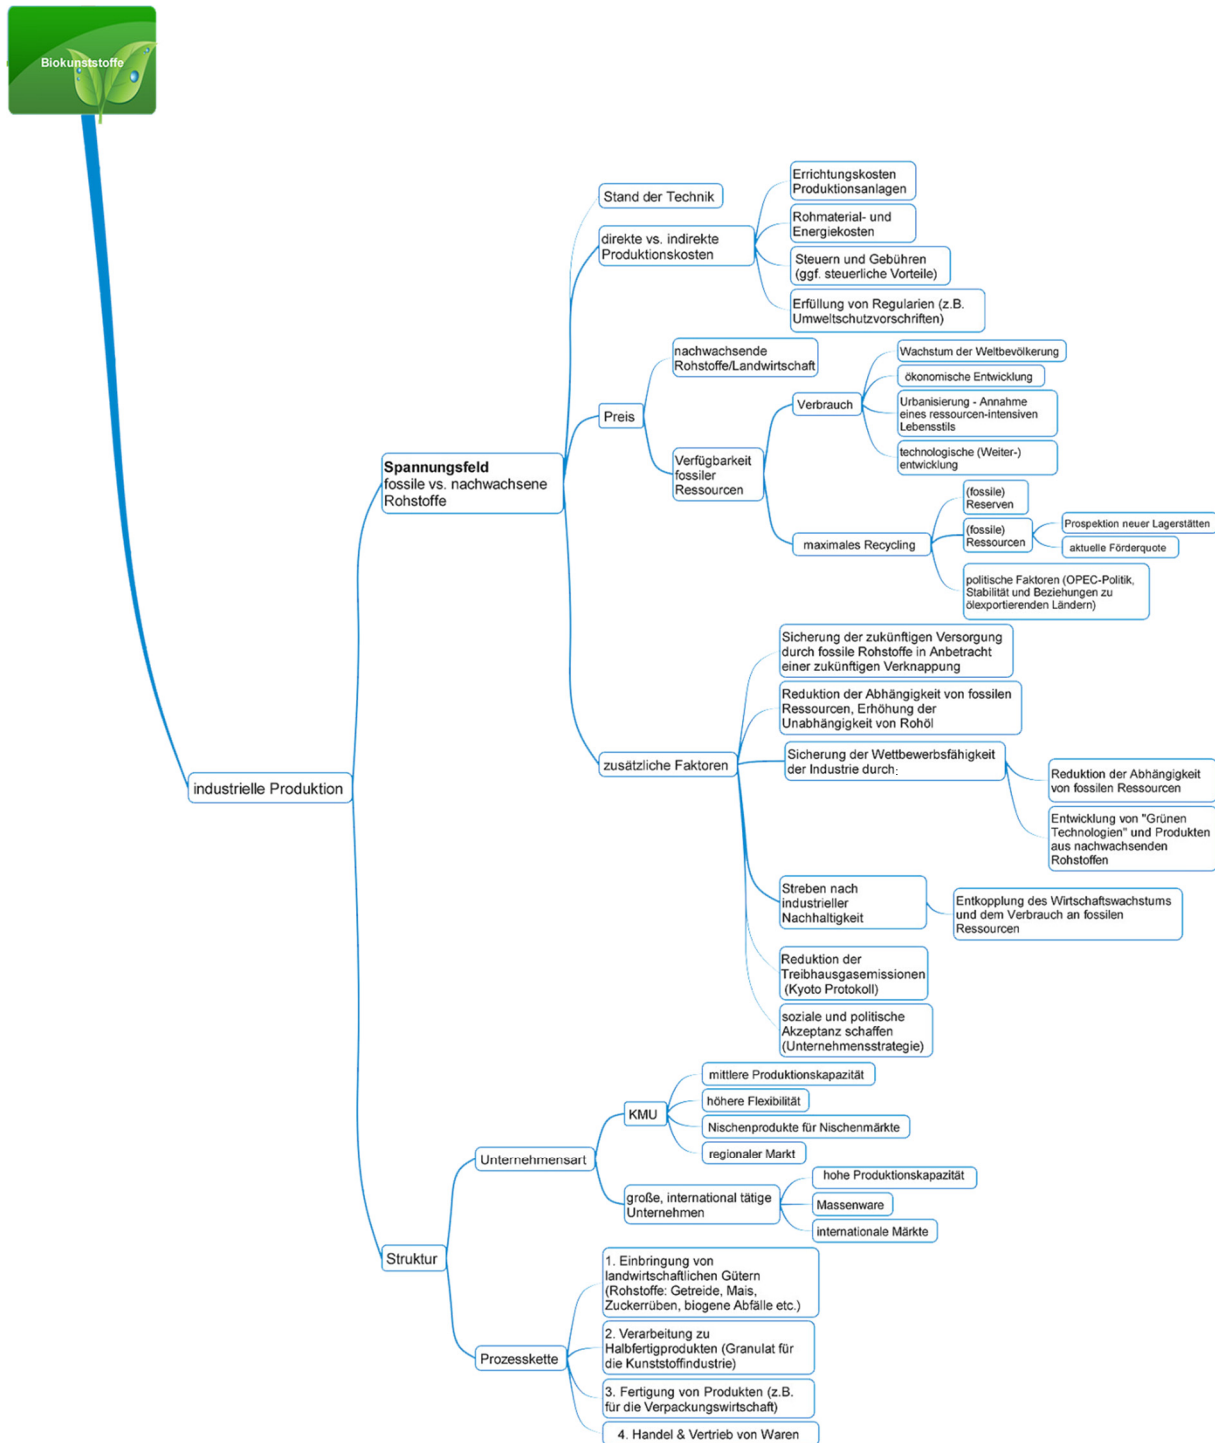 Biokunststoffe
industrielle Produktion
Spannungsfeld
fossile vs. nachwachsene
Rohstoffe
Stand der Technik
direkte vs. indirekte
Produktionskosten
Errichtungskosten
Produktionsanlagen
Rohmaterial- und
Energiekosten
Steuern und Gebühren
(ggf. steuerliche Vorteile)
Erfüllung von Regularien (z.B.
Umweltschutzvorschriften)
Preis
nachwachsende
Rohstoffe/Landwirtschaft
Verfügbarkeit
fossiler
Ressourcen
Verbrauch
Wachstum der Weltbevölkerung
ökonomische Entwicklung
Urbanisierung - Annahme
eines ressourcen-intensiven
Lebensstils
technologische (Weiter-)
entwicklung
maximales Recycling
(fossile)
Reserven
(fossile)
Ressourcen
Prospektion neuer Lagerstätten
aktuelle Förderquote
politische Faktoren (OPEC-Politik,
Stabilität und Beziehungen zu
ölexportierenden Ländern)
zusätzliche Faktoren
Sicherung der zukünftigen Versorgung
durch fossile Rohstoffe in Anbetracht
einer zukünftigen Verknappung
Reduktion der Abhängigkeit von fossilen
Ressourcen, Erhöhung der
Unabhängigkeit von Rohöl
Sicherung der Wettbewerbsfähigkeit
der Industrie durch:
Reduktion der Abhängigkeit
von fossilen Ressourcen
Entwicklung von "Grünen
Technologien" und Produkten
aus nachwachsenden
Rohstoffen
Streben nach
industrieller
Nachhaltigkeit
Entkopplung des Wirtschaftswachstums
und dem Verbrauch an fossilen
Ressourcen
Reduktion der
Treibhausgasemissionen
(Kyoto Protokoll)
soziale und politische
Akzeptanz schaffen
(Unternehmensstrategie)
Struktur
Unternehmensart
KMU
mittlere Produktionskapazität
höhere Flexibilität
Nischenprodukte für Nischenmärkte
regionaler Markt
große, international tätige
Unternehmen
hohe Produktionskapazität
Massenware
internationale Märkte
Prozesskette
1. Einbringung von
landwirtschaftlichen Gütern
(Rohstoffe: Getreide, Mais,
Zuckerrüben, biogene Abfälle etc.)
2. Verarbeitung zu
Halbfertigprodukten (Granulat für
die Kunststoffindustrie)
3. Fertigung von Produkten (z.B.
für die Verpackungswirtschaft)
4. Handel & Vertrieb von Waren